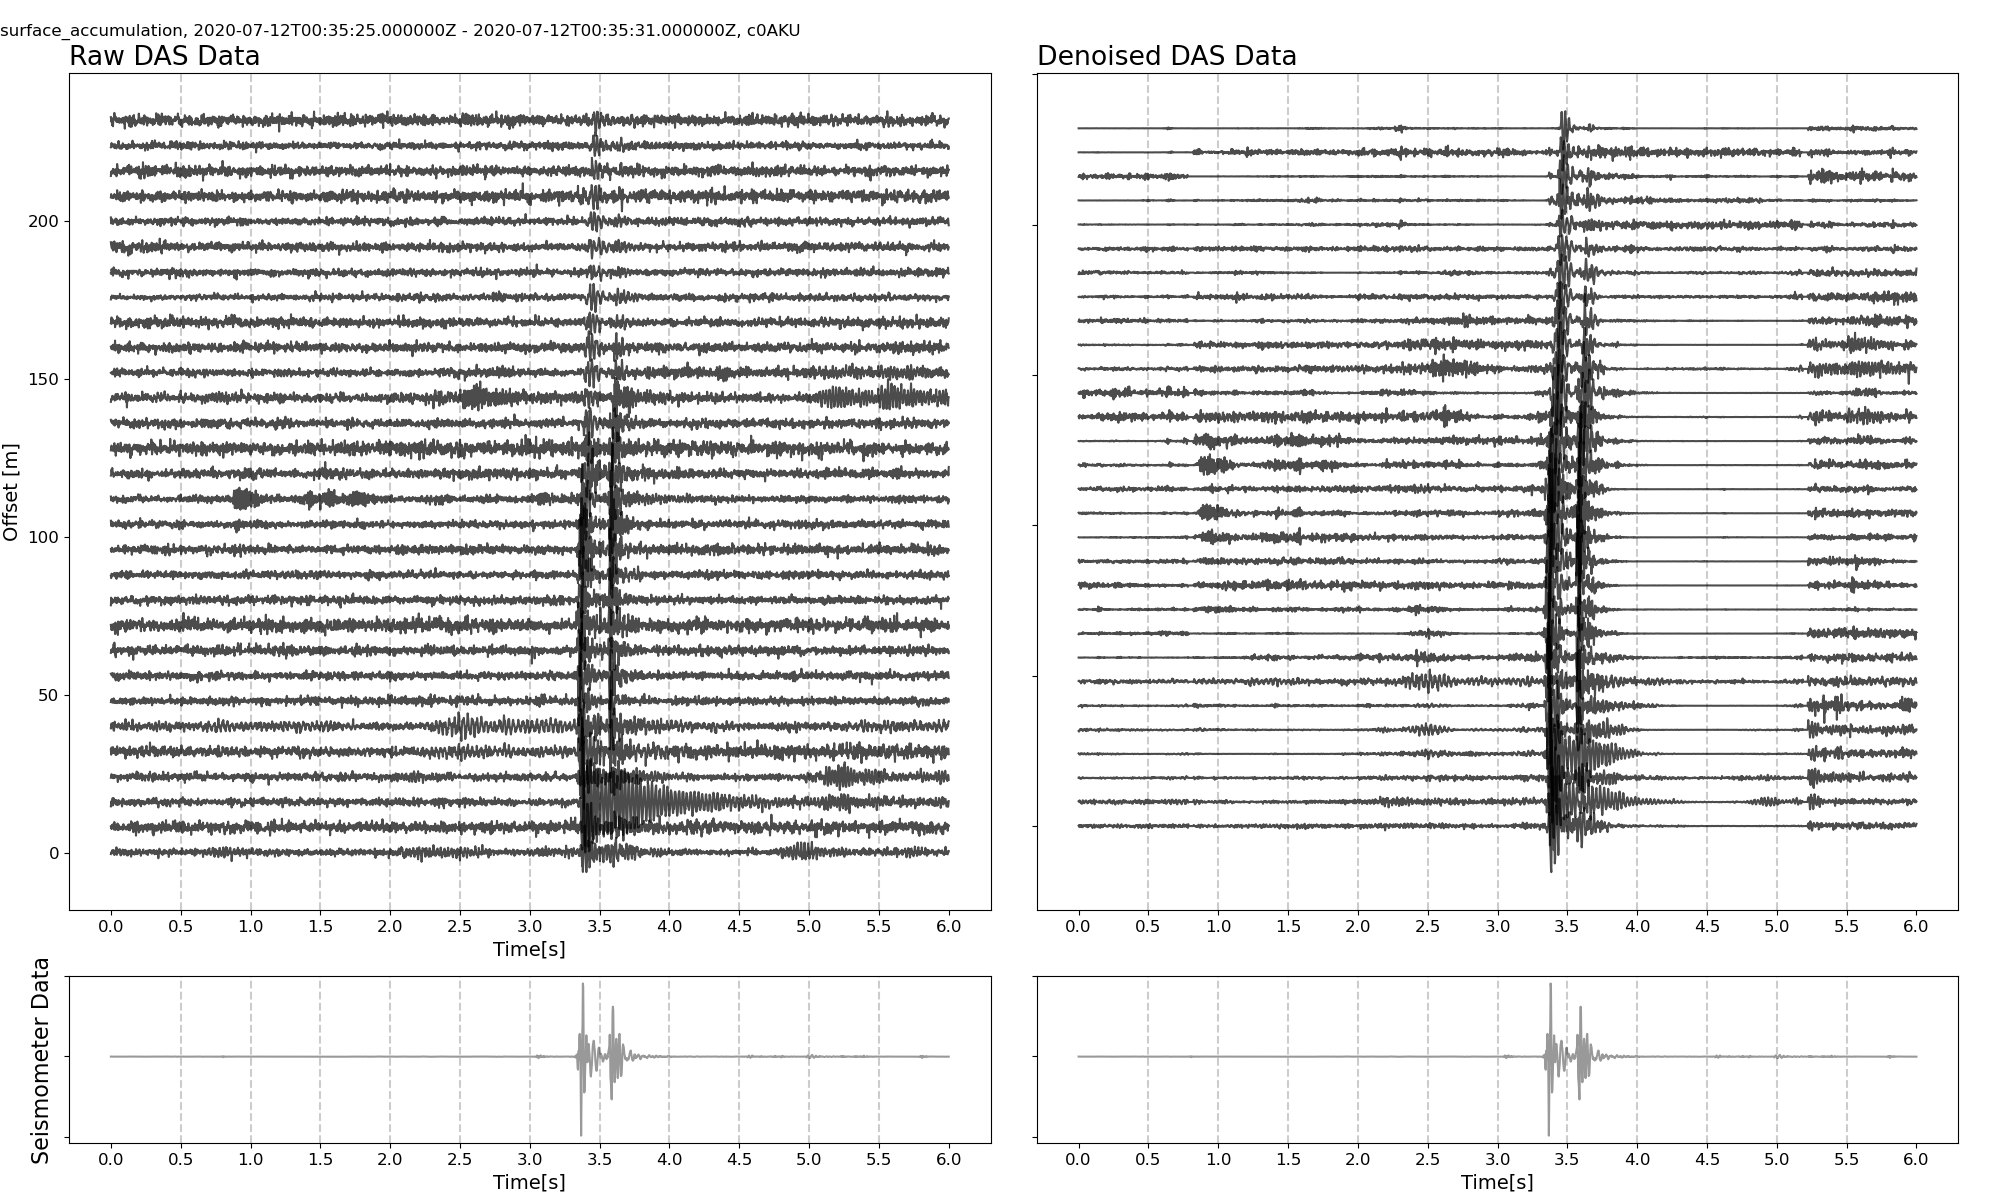 surface_accumulation, 2020-07-12T00:35:25.000000Z - 2020-07-12T00:35:31.000000Z, c0AKU
Raw DAS Data
Denoised DAS Data
Offset [m]
200
150
100
50
0
0.0 0.5 1.0 1.5 2.0 2.5 3.0 3.5 4.0 4.5 5.0 5.5 6.0
Time[s]
0.0 0.5 1.0 1.5 2.0 2.5 3.0 3.5 4.0 4.5 5.0 5.5 6.0
Seismometer Data
0.0 0.5 1.0 1.5 2.0 2.5 3.0 3.5 4.0 4.5 5.0 5.5 6.0
Time[s]
0.0 0.5 1.0 1.5 2.0 2.5 3.0 3.5 4.0 4.5 5.0 5.5 6.0
Time[s]